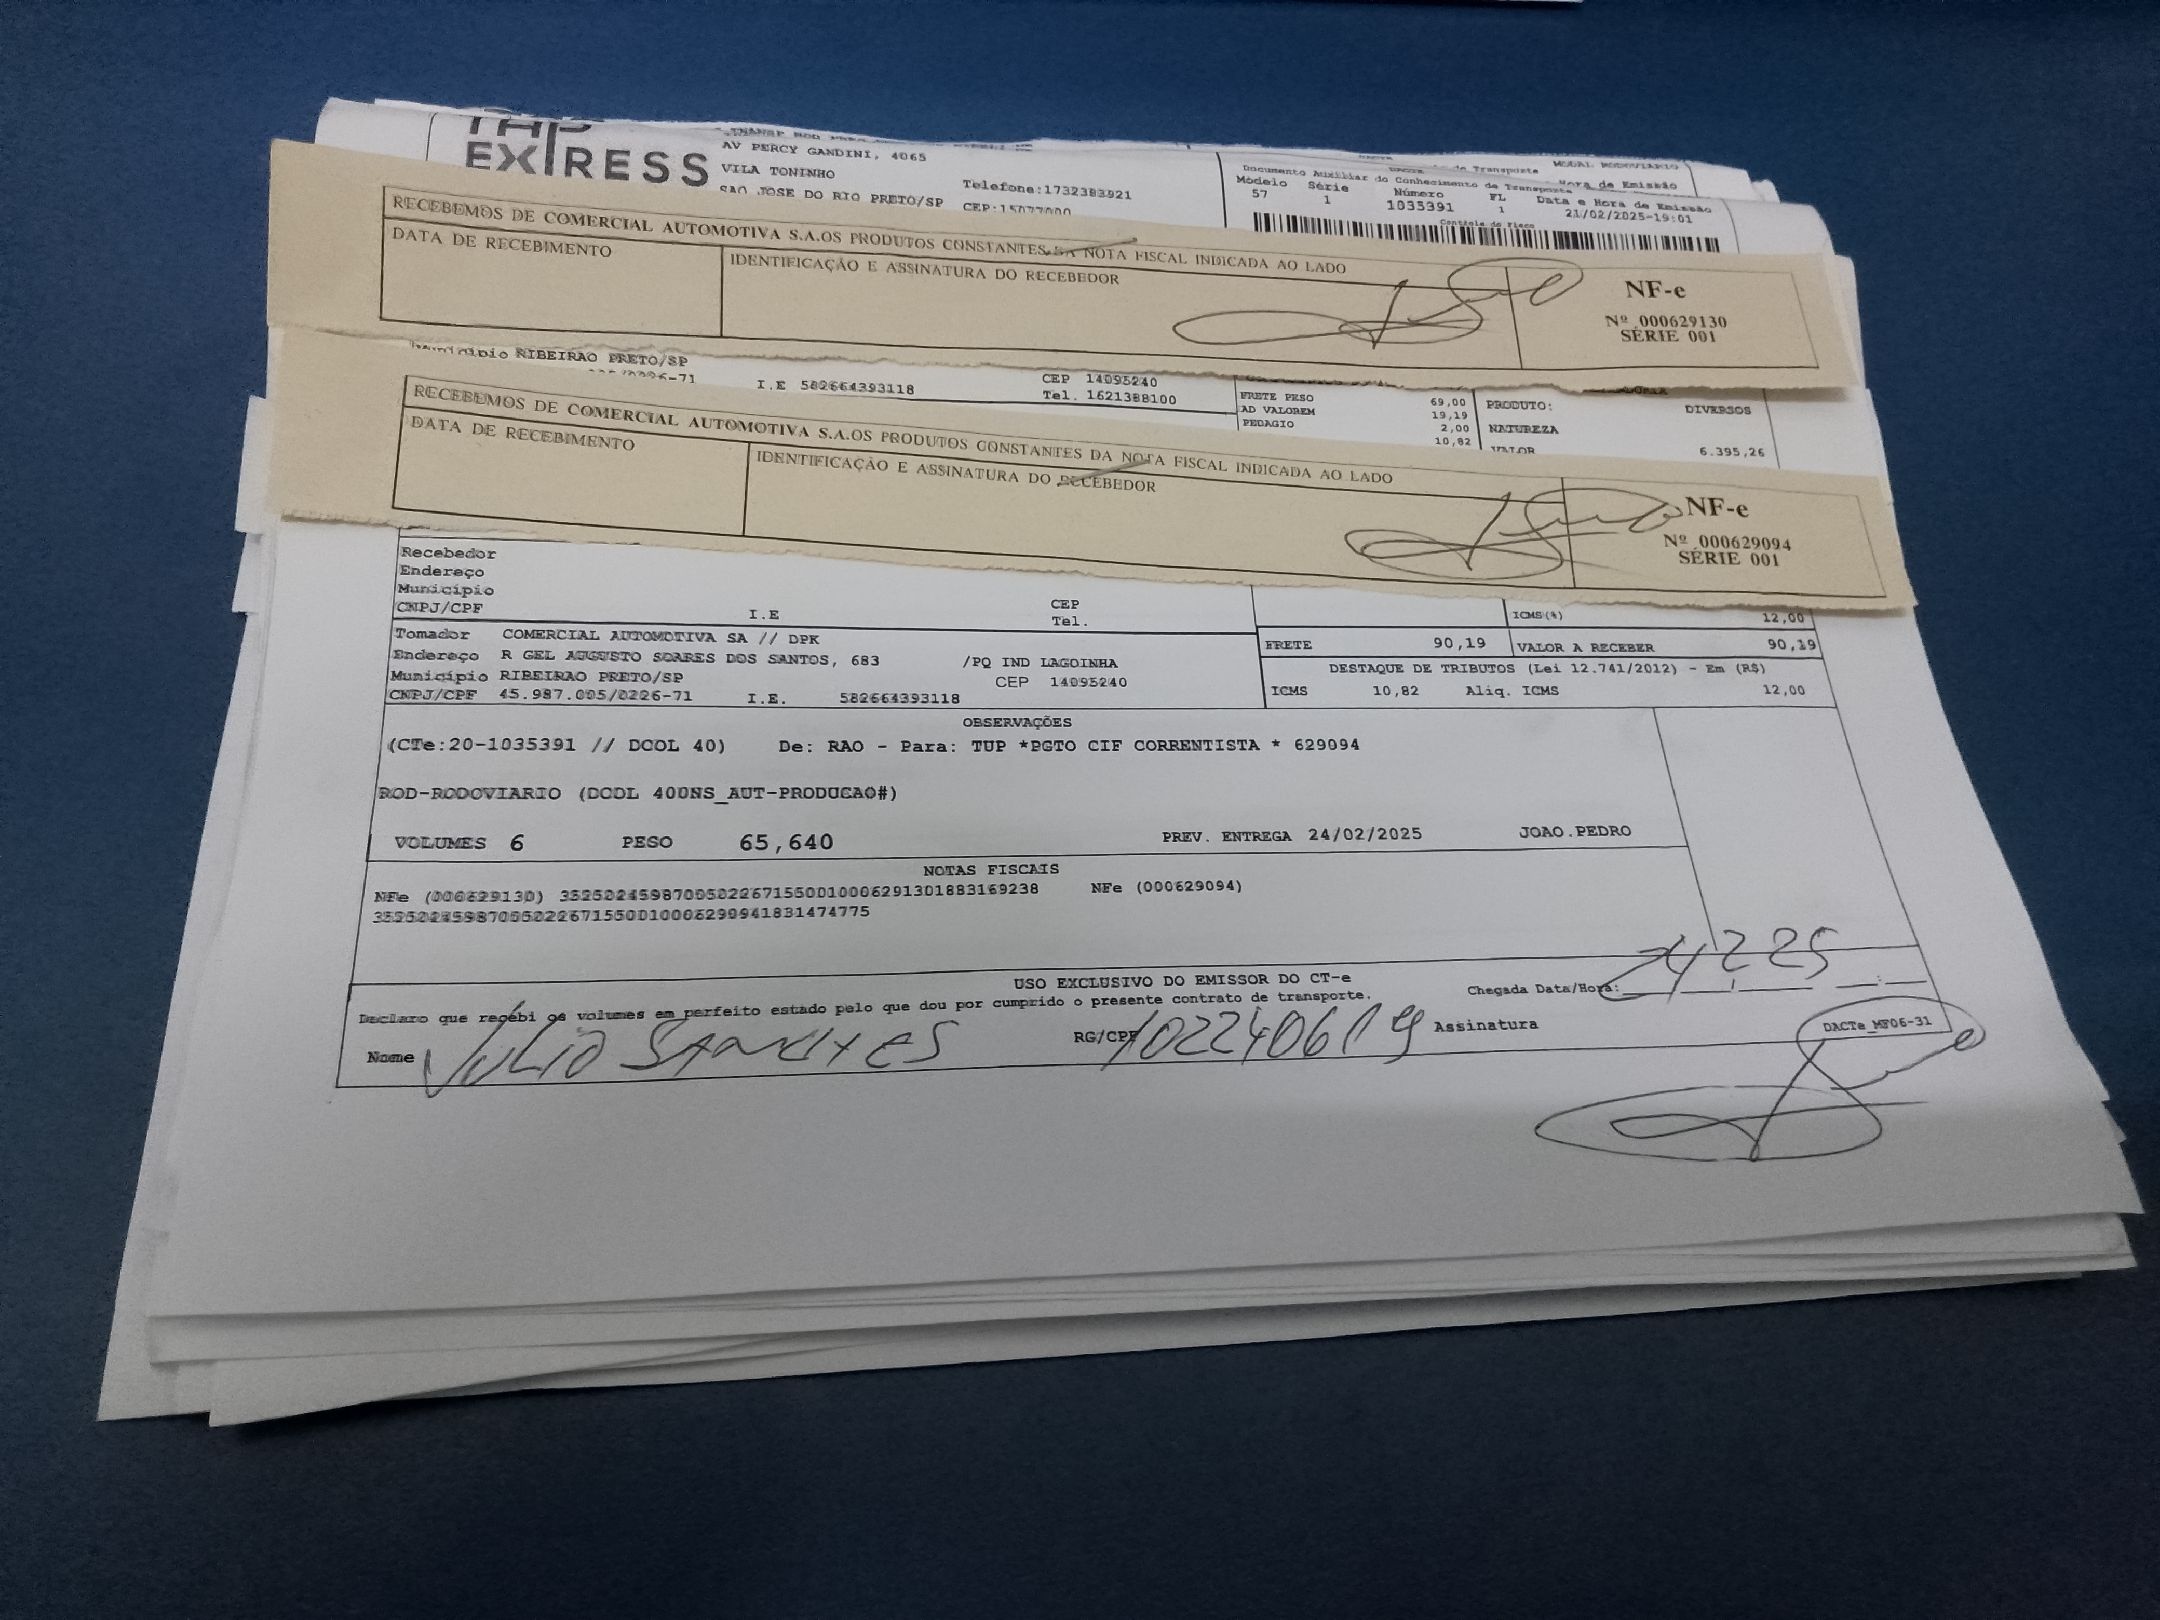 EXPRESS
AV PERCY GANDINI, 4065
VILA TONINHO
SAO JOSE DO RIO PRETO/SP
Telefone:1732383921
CEP:15077000
MODAL RODOVIARIO
Documento Auxiliar do Conhecimento de Transporte
Modelo Série Número FL Data e Hora de Emissão
57 1 1035391 1 21/02/2025-19:01
Controle do Fisco
RECEBEMOS DE COMERCIAL AUTOMOTIVA S.A.OS PRODUTOS CONSTANTES DA NOTA FISCAL INDICADA AO LADO
DATA DE RECEBIMENTO
IDENTIFICAÇÃO E ASSINATURA DO RECEBEDOR
NF-e
Nº 000629130
SÉRIE 001
Município RIBEIRAO PRETO/SP
I.E 582664393118
CEP 14095240
Tel. 1621388100
FRETE PESO 69,00
AD VALOREM 19,19
PEDAGIO 2,00
10,82
PRODUTO: DIVERSOS
NATUREZA
VALOR 6.395,26
RECEBEMOS DE COMERCIAL AUTOMOTIVA S.A.OS PRODUTOS CONSTANTES DA NOTA FISCAL INDICADA AO LADO
DATA DE RECEBIMENTO
IDENTIFICAÇÃO E ASSINATURA DO RECEBEDOR
NF-e
Nº 000629094
SÉRIE 001
Recebedor
Endereço
Município
CNPJ/CPF I.E
CEP
Tel.
ICMS(%) 12,00
Tomador COMERCIAL AUTOMOTIVA SA // DPK
Endereço R GEL AUGUSTO SOARES DOS SANTOS, 683 /PQ IND LAGOINHA
Município RIBEIRAO PRETO/SP CEP 14095240
CNPJ/CPF 45.987.005/0226-71 I.E. 582664393118
FRETE 90,19 VALOR A RECEBER 90,19
DESTAQUE DE TRIBUTOS (Lei 12.741/2012) - Em (R$)
ICMS 10,82 Aliq. ICMS 12,00
OBSERVAÇÕES
(CTe:20-1035391 // DCOL 40) De: RAO - Para: TUP *PGTO CIF CORRENTISTA * 629094
ROD-RODOVIARIO (DCOL 400NS_AUT-PRODUCAO#)
VOLUMES 6 PESO 65,640 PREV. ENTREGA 24/02/2025 JOAO.PEDRO
NOTAS FISCAIS
NFe (000629130) 35250245987005022671550010006291301883169238 NFe (000629094)
35250245987005022671550010006290941831474775
USO EXCLUSIVO DO EMISSOR DO CT-e
Declaro que recebi os volumes em perfeito estado pelo que dou por cumprido o presente contrato de transporte.
Chegada Data/Hora: 24 2 25
Nome Julio RG/CPF Assinatura
DACTe_MF06-31